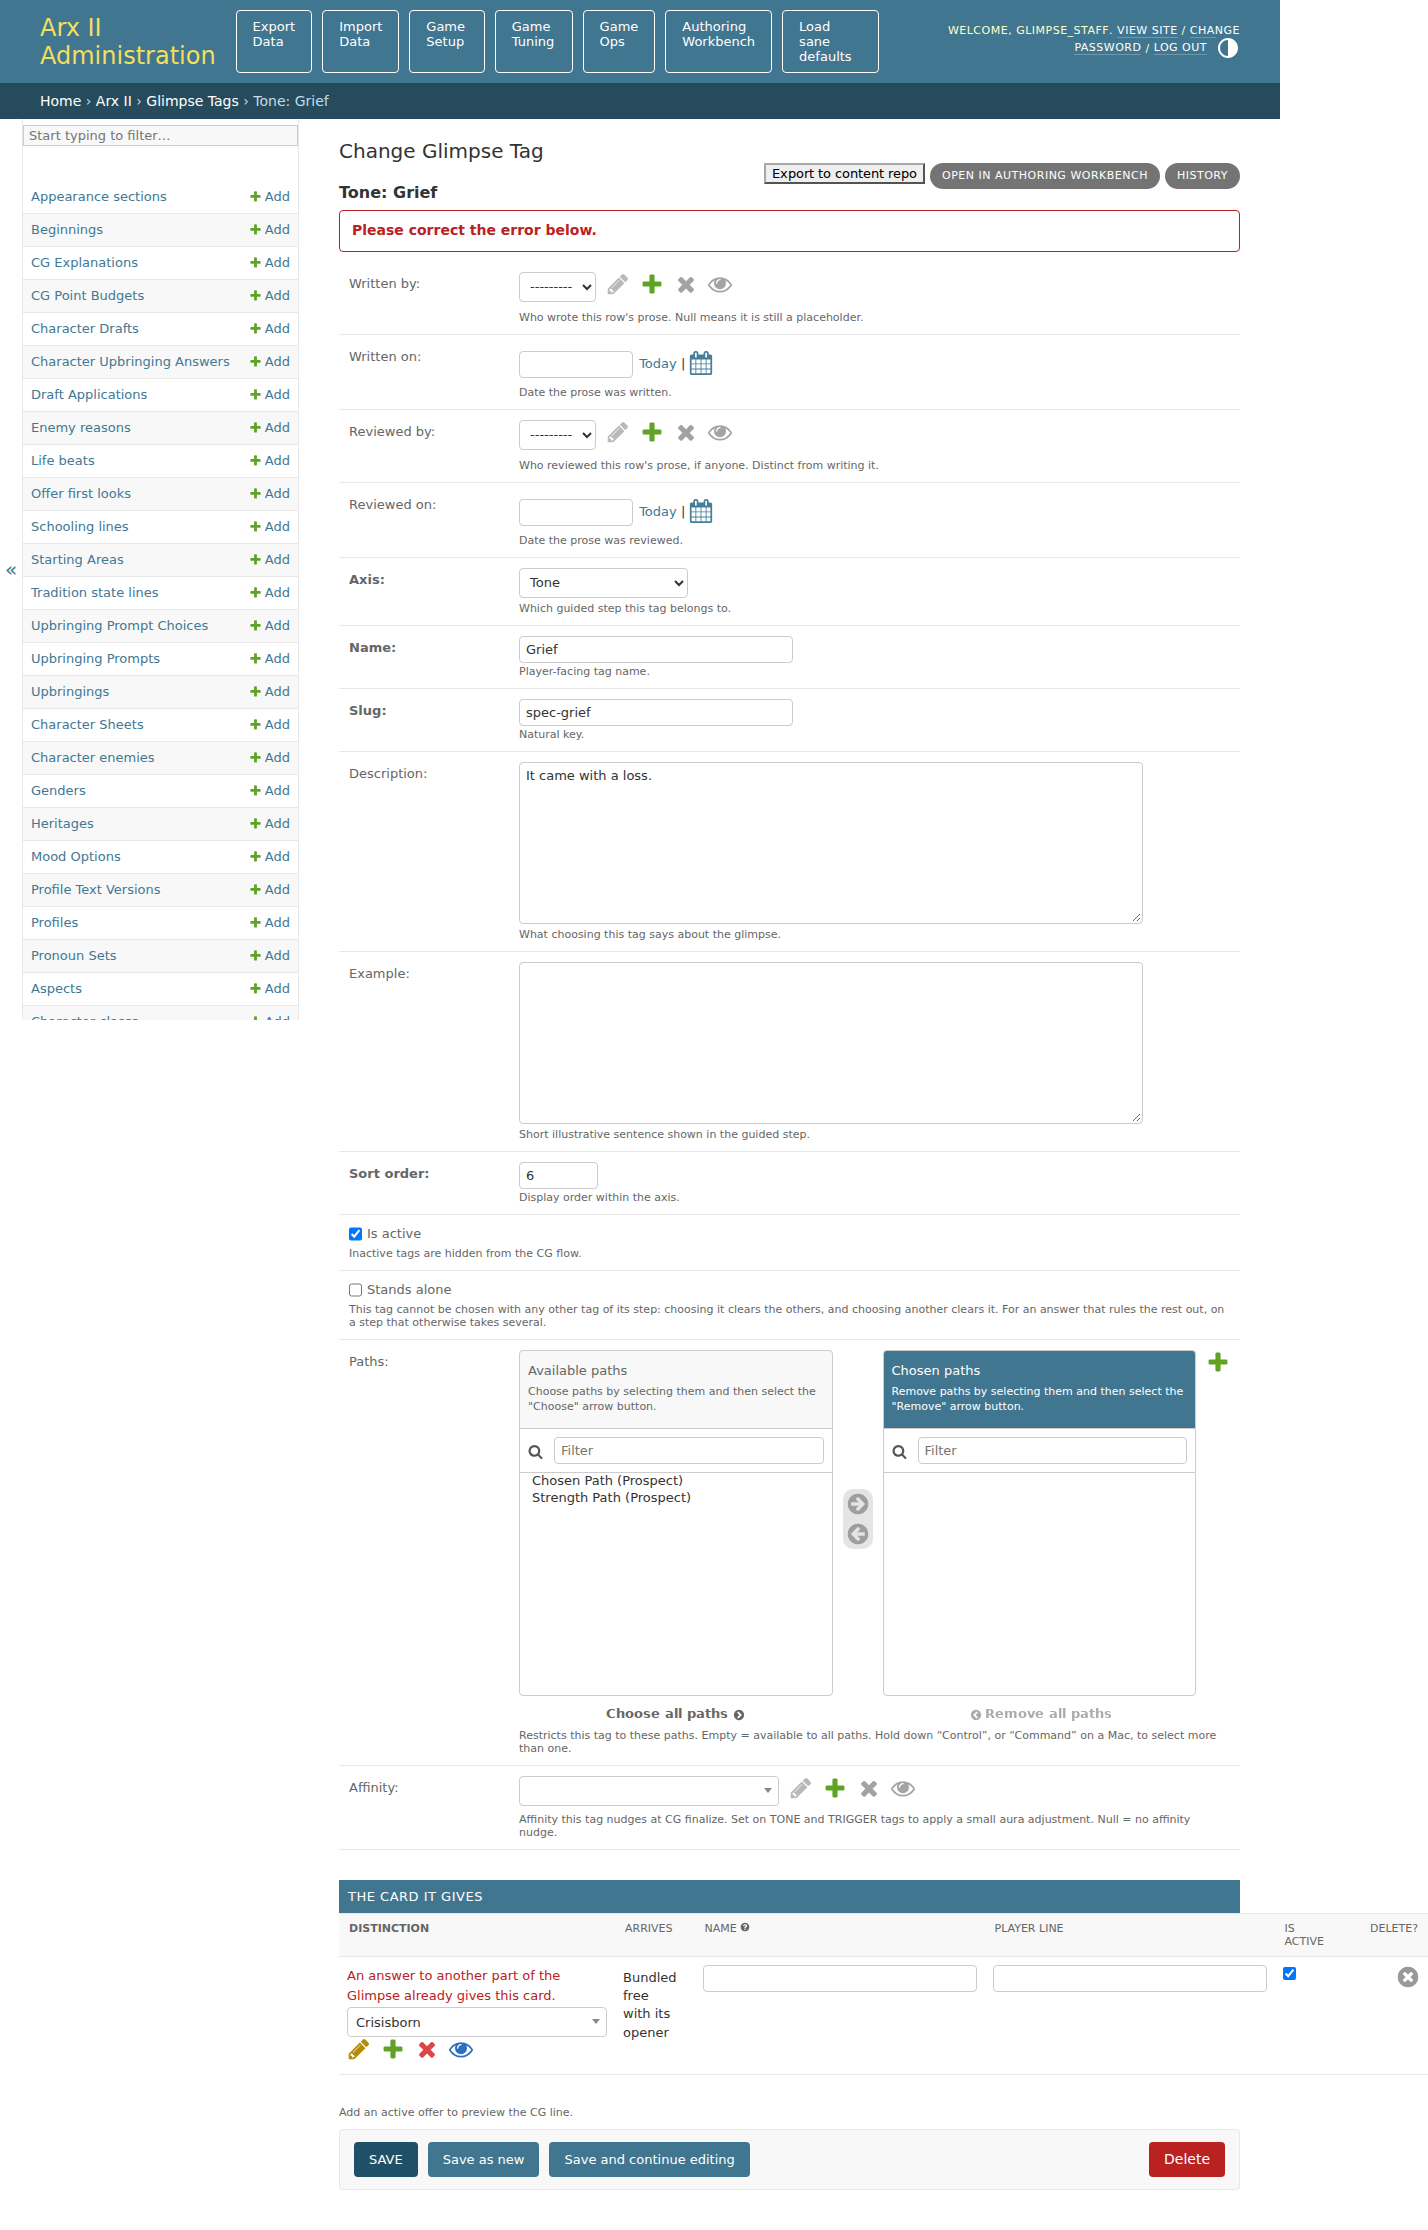 Arx II Administration
Export Data
Import Data
Game Setup
Game Tuning
Game Ops
Authoring Workbench
Load sane defaults
WELCOME, GLIMPSE_STAFF. VIEW SITE / CHANGE PASSWORD / LOG OUT
Home › Arx II › Glimpse Tags › Tone: Grief
Start typing to filter…
Appearance sections Add
Beginnings Add
CG Explanations Add
CG Point Budgets Add
Character Drafts Add
Character Upbringing Answers Add
Draft Applications Add
Enemy reasons Add
Life beats Add
Offer first looks Add
Schooling lines Add
Starting Areas Add
«
Tradition state lines Add
Upbringing Prompt Choices Add
Upbringing Prompts Add
Upbringings Add
Character Sheets Add
Character enemies Add
Genders Add
Heritages Add
Mood Options Add
Profile Text Versions Add
Profiles Add
Pronoun Sets Add
Aspects Add
Change Glimpse Tag
Export to content repo
OPEN IN AUTHORING WORKBENCH
HISTORY
Tone: Grief
Please correct the error below.
Written by: ---------
Who wrote this row's prose. Null means it is still a placeholder.
Written on: Today |
Date the prose was written.
Reviewed by: ---------
Who reviewed this row's prose, if anyone. Distinct from writing it.
Reviewed on: Today |
Date the prose was reviewed.
Axis: Tone
Which guided step this tag belongs to.
Name: Grief
Player-facing tag name.
Slug: spec-grief
Natural key.
Description: It came with a loss.
What choosing this tag says about the glimpse.
Example:
Short illustrative sentence shown in the guided step.
Sort order: 6
Display order within the axis.
Is active
Inactive tags are hidden from the CG flow.
Stands alone
This tag cannot be chosen with any other tag of its step: choosing it clears the others, and choosing another clears it. For an answer that rules the rest out, on
a step that otherwise takes several.
Paths:
Available paths
Choose paths by selecting them and then select the
"Choose" arrow button.
Filter
Chosen Path (Prospect)
Strength Path (Prospect)
Choose all paths
Chosen paths
Remove paths by selecting them and then select the
"Remove" arrow button.
Filter
Remove all paths
Restricts this tag to these paths. Empty = available to all paths. Hold down “Control”, or “Command” on a Mac, to select more
than one.
Affinity:
Affinity this tag nudges at CG finalize. Set on TONE and TRIGGER tags to apply a small aura adjustment. Null = no affinity
nudge.
THE CARD IT GIVES
DISTINCTION ARRIVES NAME PLAYER LINE IS ACTIVE DELETE?
An answer to another part of the
Glimpse already gives this card.
Crisisborn
Bundled
free
with its
opener
Add an active offer to preview the CG line.
SAVE
Save as new
Save and continue editing
Delete